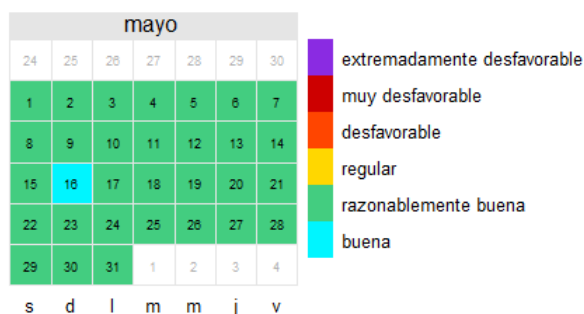 mayo
24 25 26 27 28 29 30
1 2 3 4 5 6 7
8 9 10 11 12 13 14
15 16 17 18 19 20 21
22 23 24 25 26 27 28
29 30 31 1 2 3 4
s d l m m j v
extremadamente desfavorable
muy desfavorable
desfavorable
regular
razonablemente buena
buena